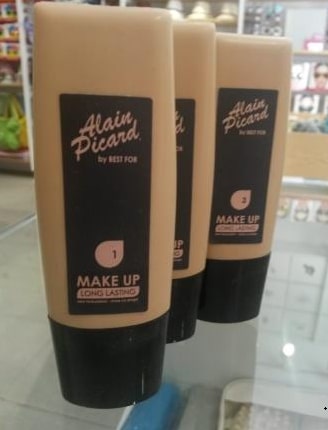 Alain
Picard
by BEST FOR
1
MAKE UP
LONG LASTING
Alain
Picard
by BEST FOR
3
MAKE UP
LONG LASTING